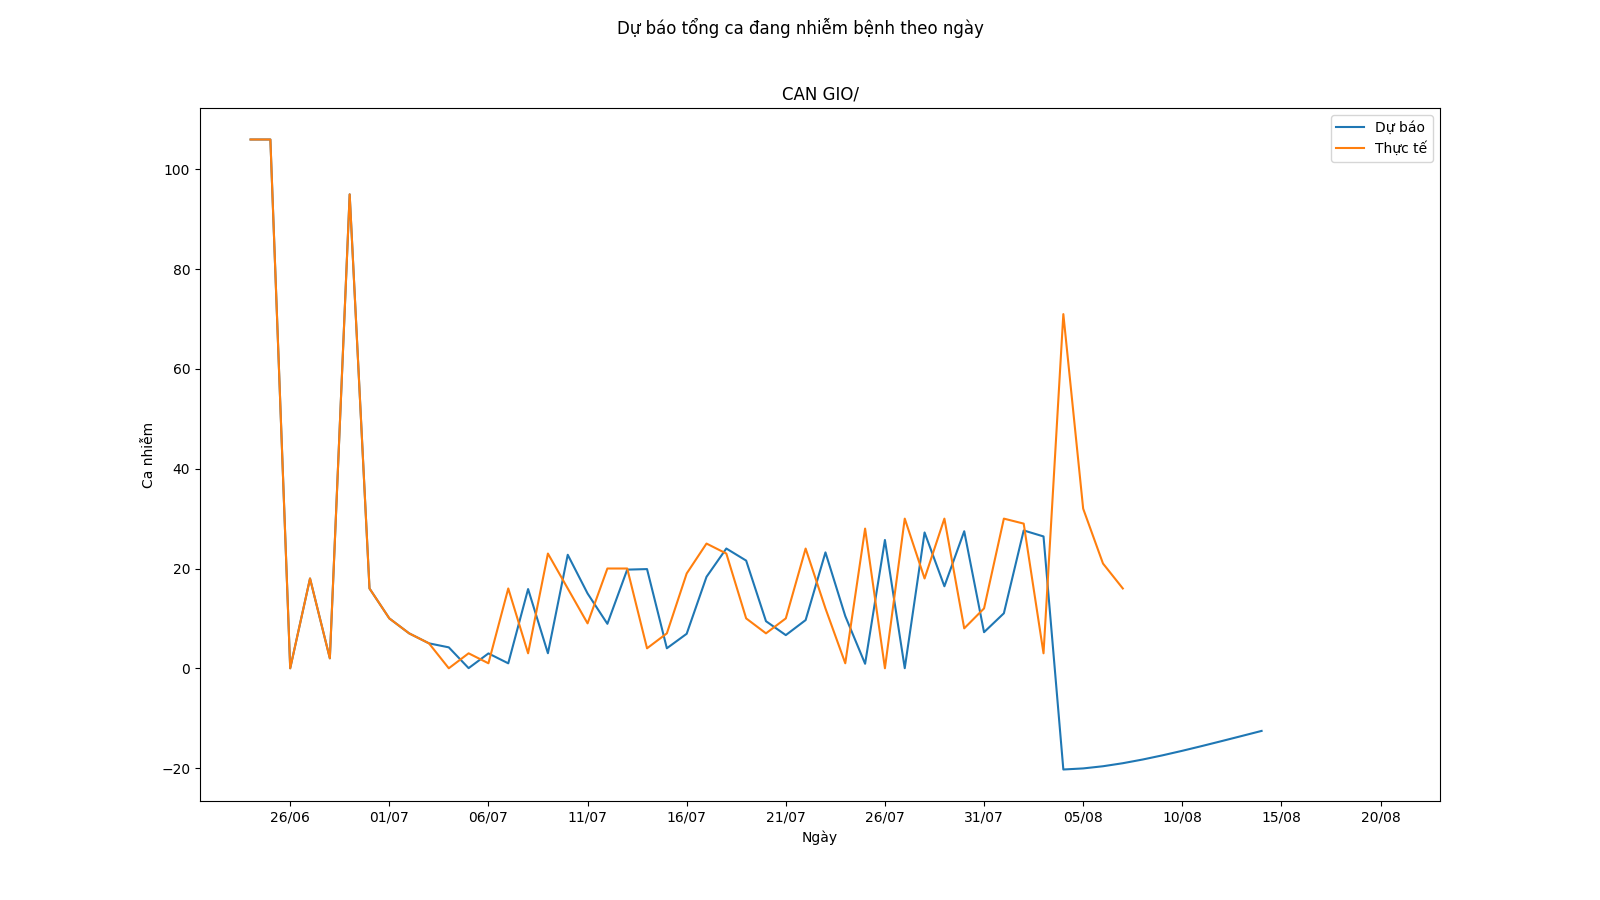 Dự báo tổng ca đang nhiễm bệnh theo ngày
CAN GIO/
Dự báo
Thực tế
100
80
60
40
20
0
−20
Ca nhiễm
26/06 01/07 06/07 11/07 16/07 21/07 26/07 31/07 05/08 10/08 15/08 20/08
Ngày